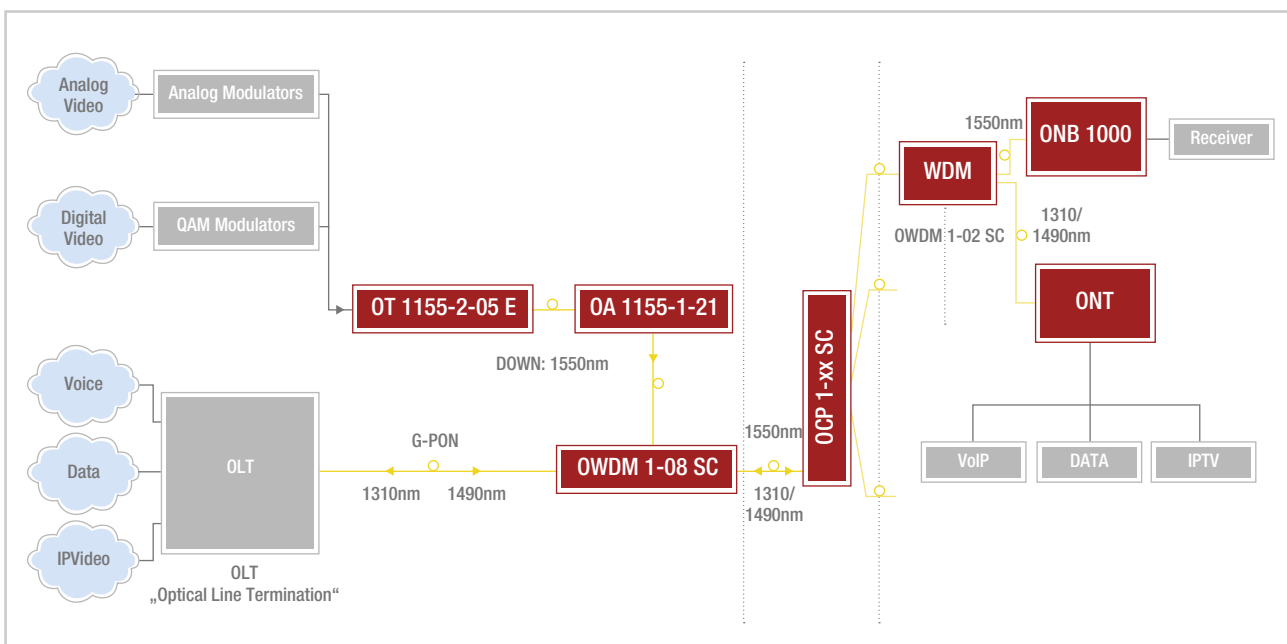 Analog
Video
Analog Modulators
Digital
Video
QAM Modulators
OT 1155-2-05 E
OA 1155-1-21
DOWN: 1550nm
Voice
Data
IPVideo
OLT
OLT
„Optical Line Termination“
G-PON
1310nm
1490nm
OWDM 1-08 SC
1550nm
1310/
1490nm
OCP 1-xx SC
WDM
OWDM 1-02 SC
1550nm
ONB 1000
Receiver
1310/
1490nm
ONT
VoIP
DATA
IPTV